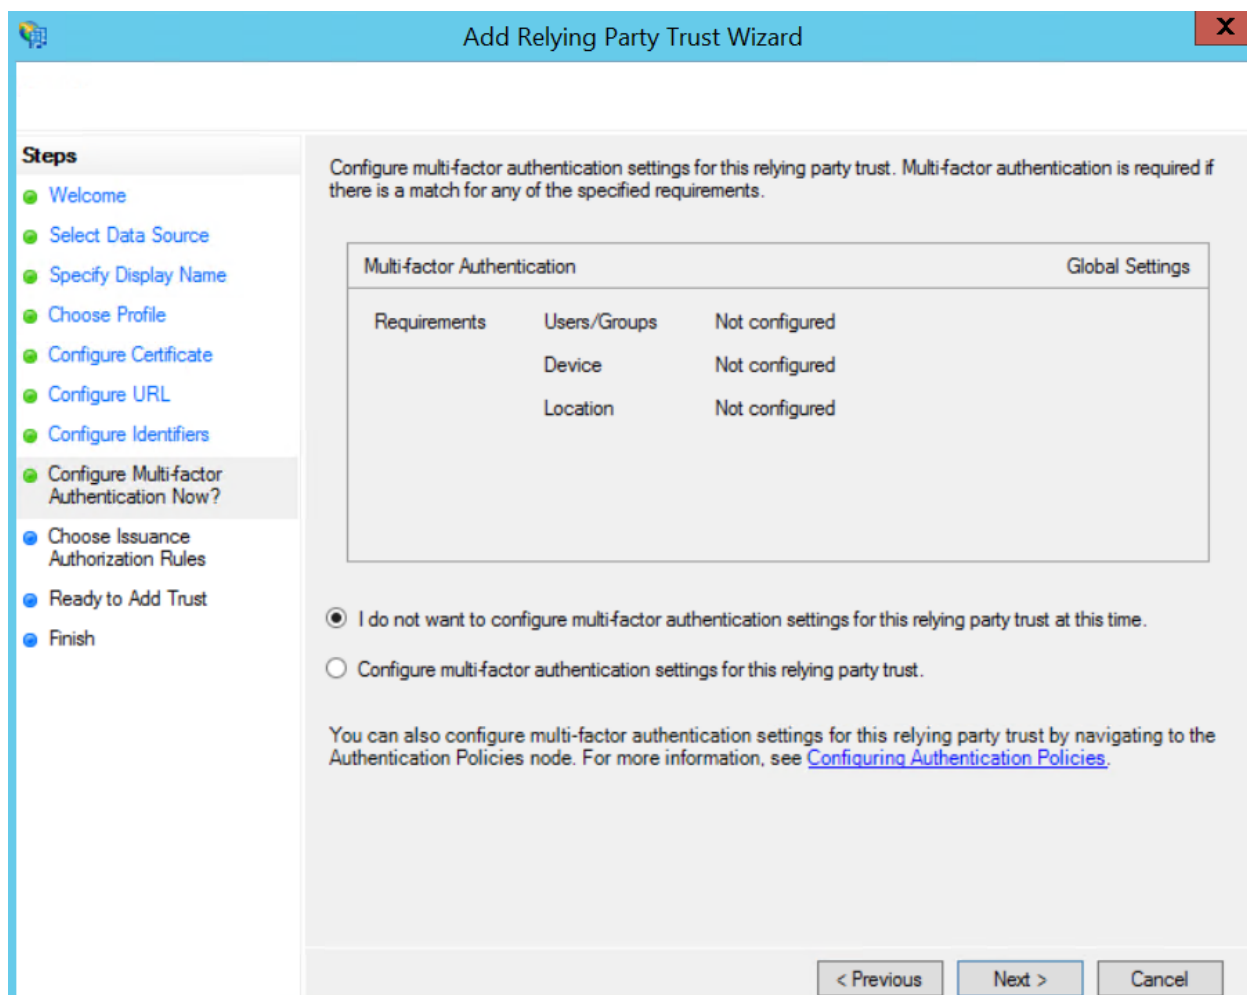 Add Relying Party Trust Wizard
X
Steps
Welcome
Select Data Source
Specify Display Name
Choose Profile
Configure Certificate
Configure URL
Configure Identifiers
Configure Multi-factor
Authentication Now?
Choose Issuance
Authorization Rules
Ready to Add Trust
Finish
Configure multi-factor authentication settings for this relying party trust. Multi-factor authentication is required if
there is a match for any of the specified requirements.
Multi-factor Authentication Global Settings
Requirements Users/Groups Not configured
Device Not configured
Location Not configured
I do not want to configure multi-factor authentication settings for this relying party trust at this time.
Configure multi-factor authentication settings for this relying party trust.
You can also configure multi-factor authentication settings for this relying party trust by navigating to the
Authentication Policies node. For more information, see Configuring Authentication Policies.
< Previous Next > Cancel